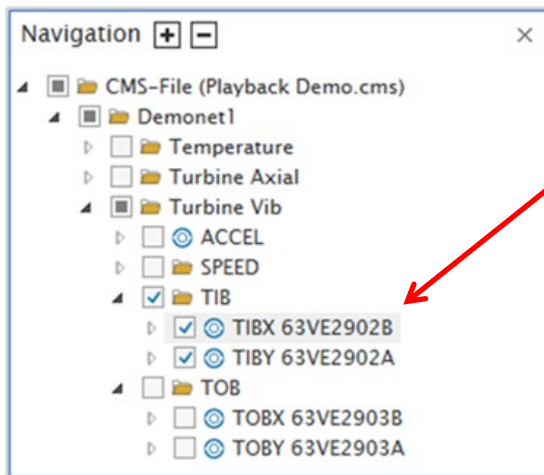 Navigation
CMS-File (Playback Demo.cms)
Demonet1
Temperature
Turbine Axial
Turbine Vib
ACCEL
SPEED
TIB
TIBX 63VE2902B
TIBY 63VE2902A
TOB
TOBX 63VE2903B
TOBY 63VE2903A